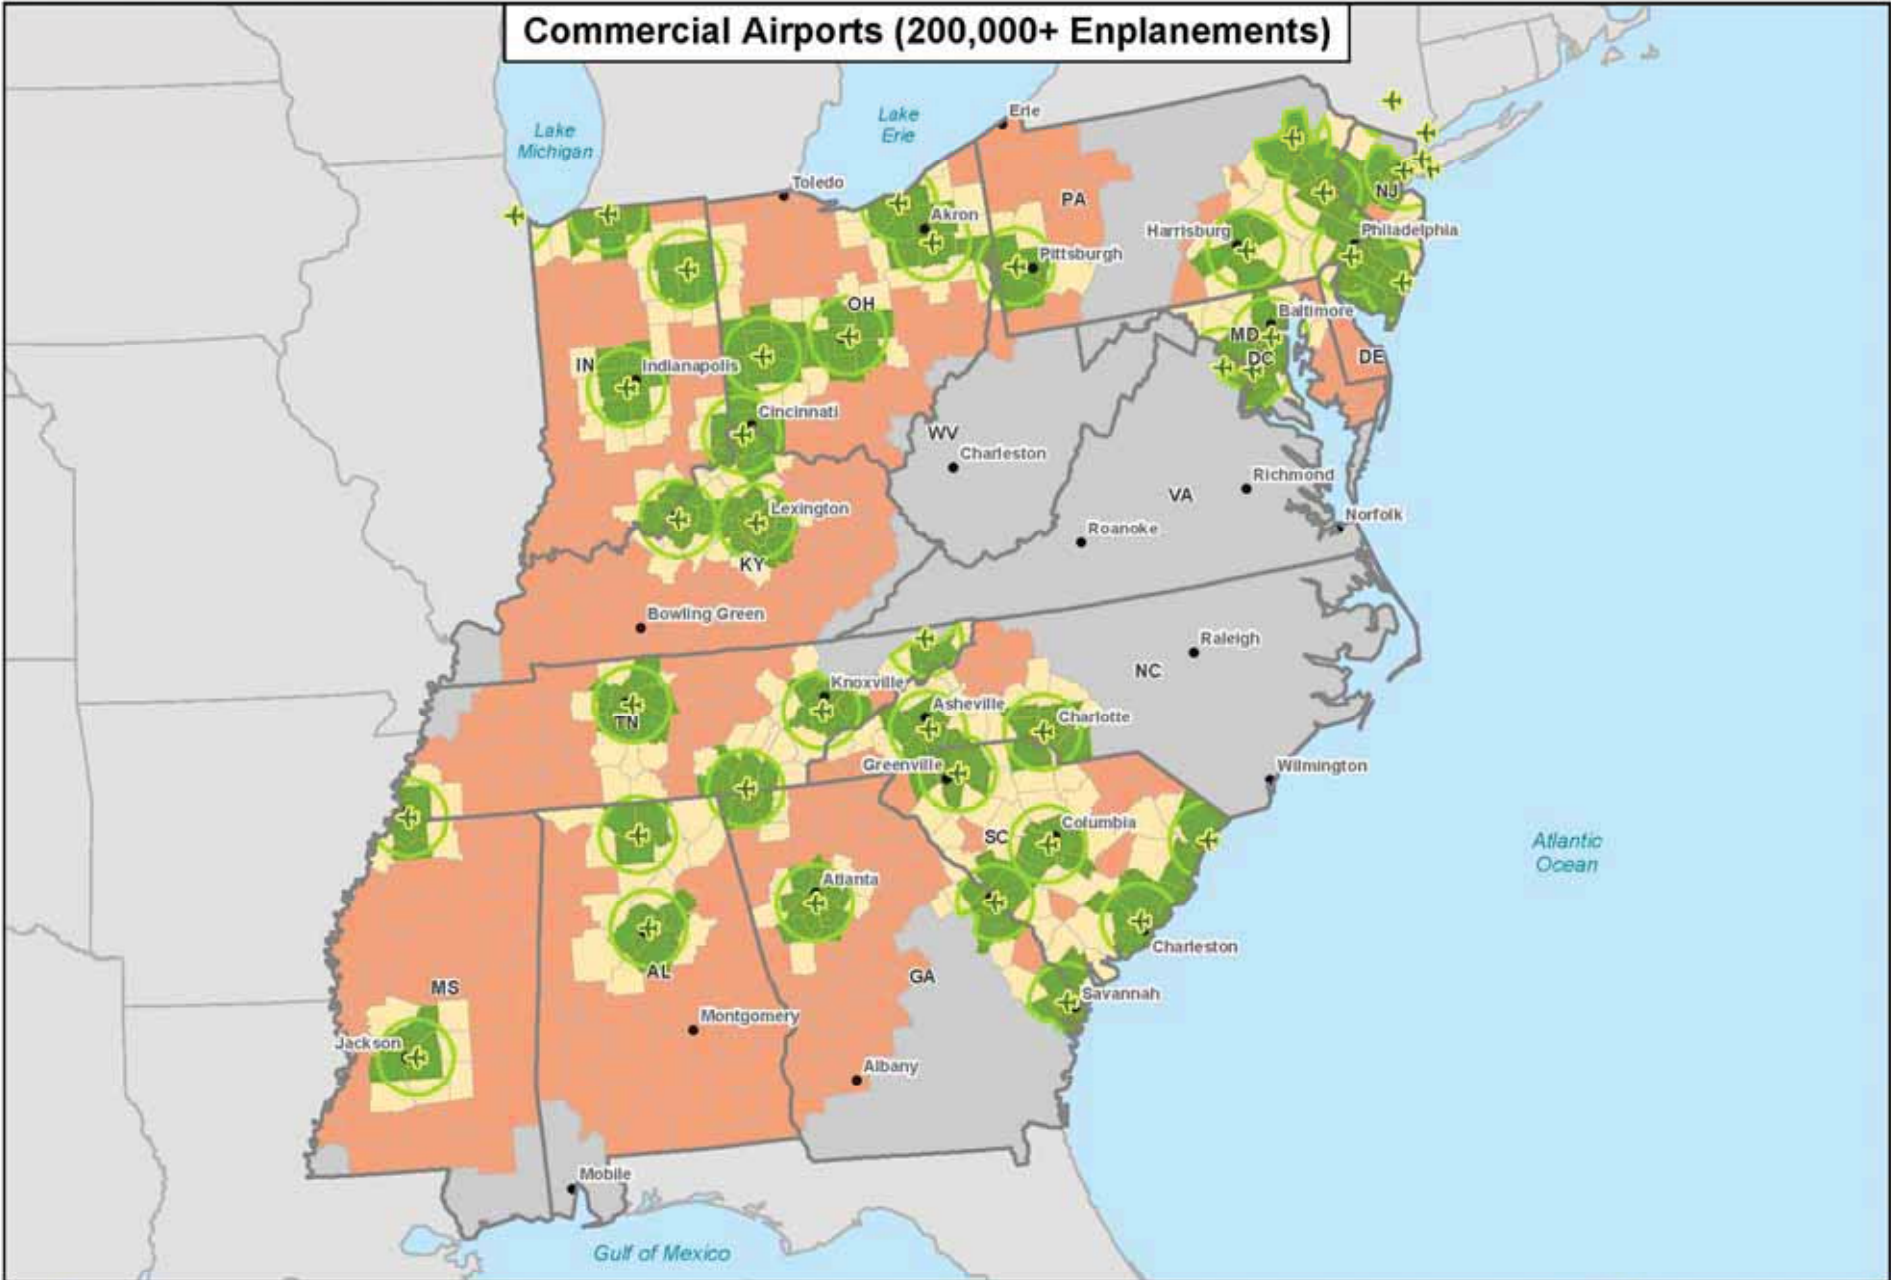 Commercial Airports (200,000+ Enplanements)
Lake
Michigan
Lake
Erie
Erie
Toledo
Akron
PA
NJ
Harrisburg
Philadelphia
Pittsburgh
OH
Baltimore
MD
DC
DE
IN
Indianapolis
Cincinnati
WV
Charleston
Richmond
VA
Lexington
Norfolk
Roanoke
KY
Bowling Green
Raleigh
NC
Knoxville
Asheville
TN
Charlotte
Greenville
Wilmington
SC
Columbia
Atlantic
Ocean
Atlanta
Charleston
AL
GA
MS
Savannah
Montgomery
Jackson
Albany
Mobile
Gulf of Mexico